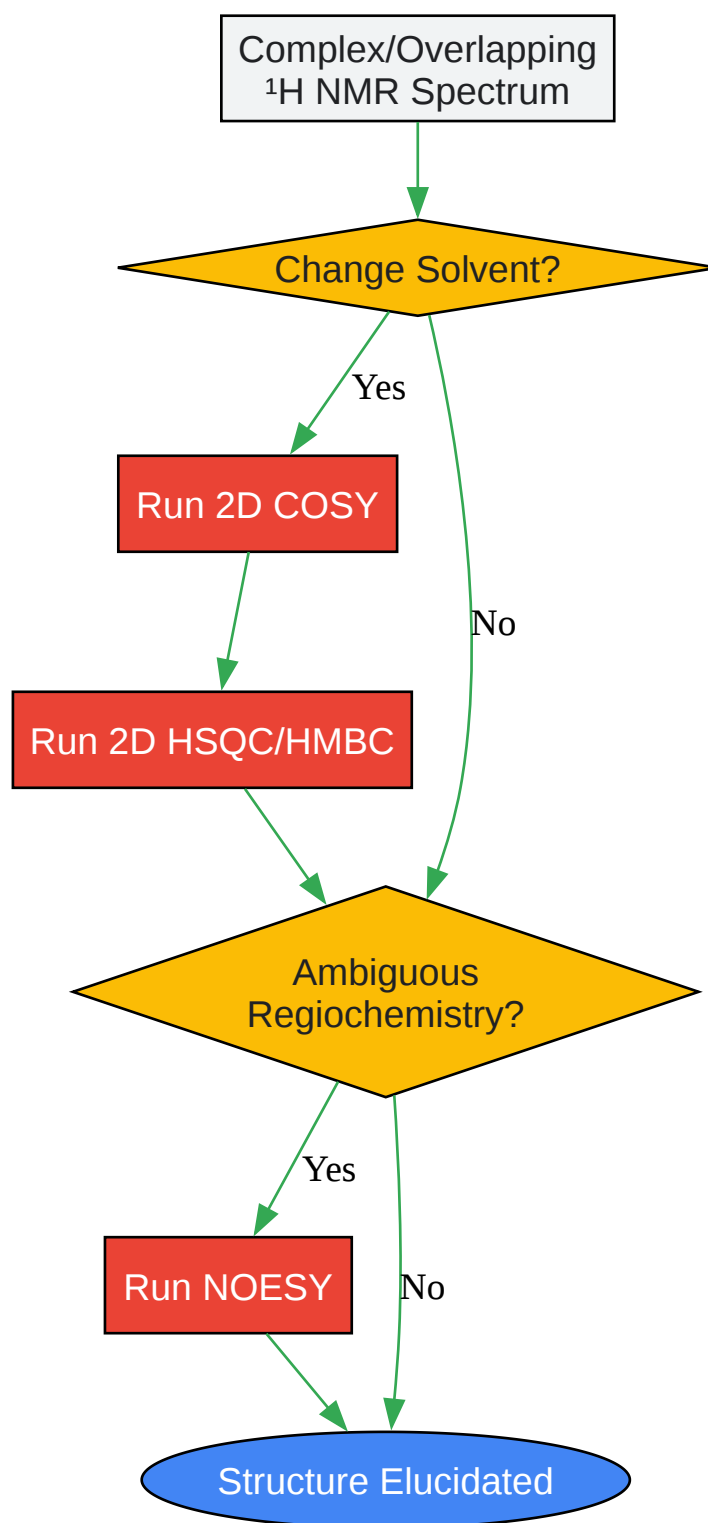 Complex/Overlapping
¹H NMR Spectrum
Change Solvent?
Yes
Run 2D COSY
No
Run 2D HSQC/HMBC
Ambiguous
Regiochemistry?
Yes
Run NOESY
No
Structure Elucidated